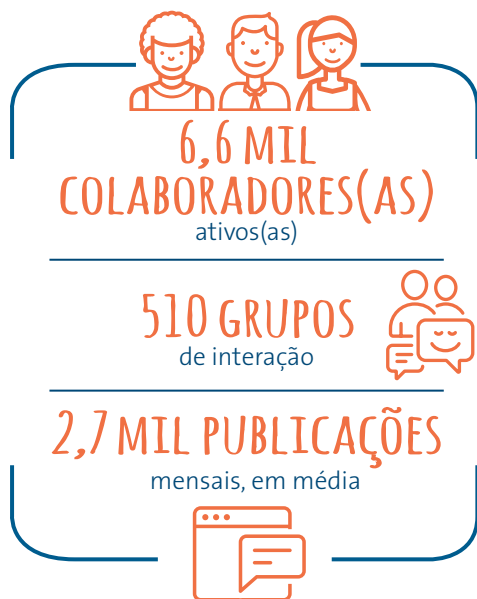 6,6 MIL
COLABORADORES(AS)
ativos(as)
510 GRUPOS
de interação
2,7 MIL PUBLICAÇÕES
mensais, em média